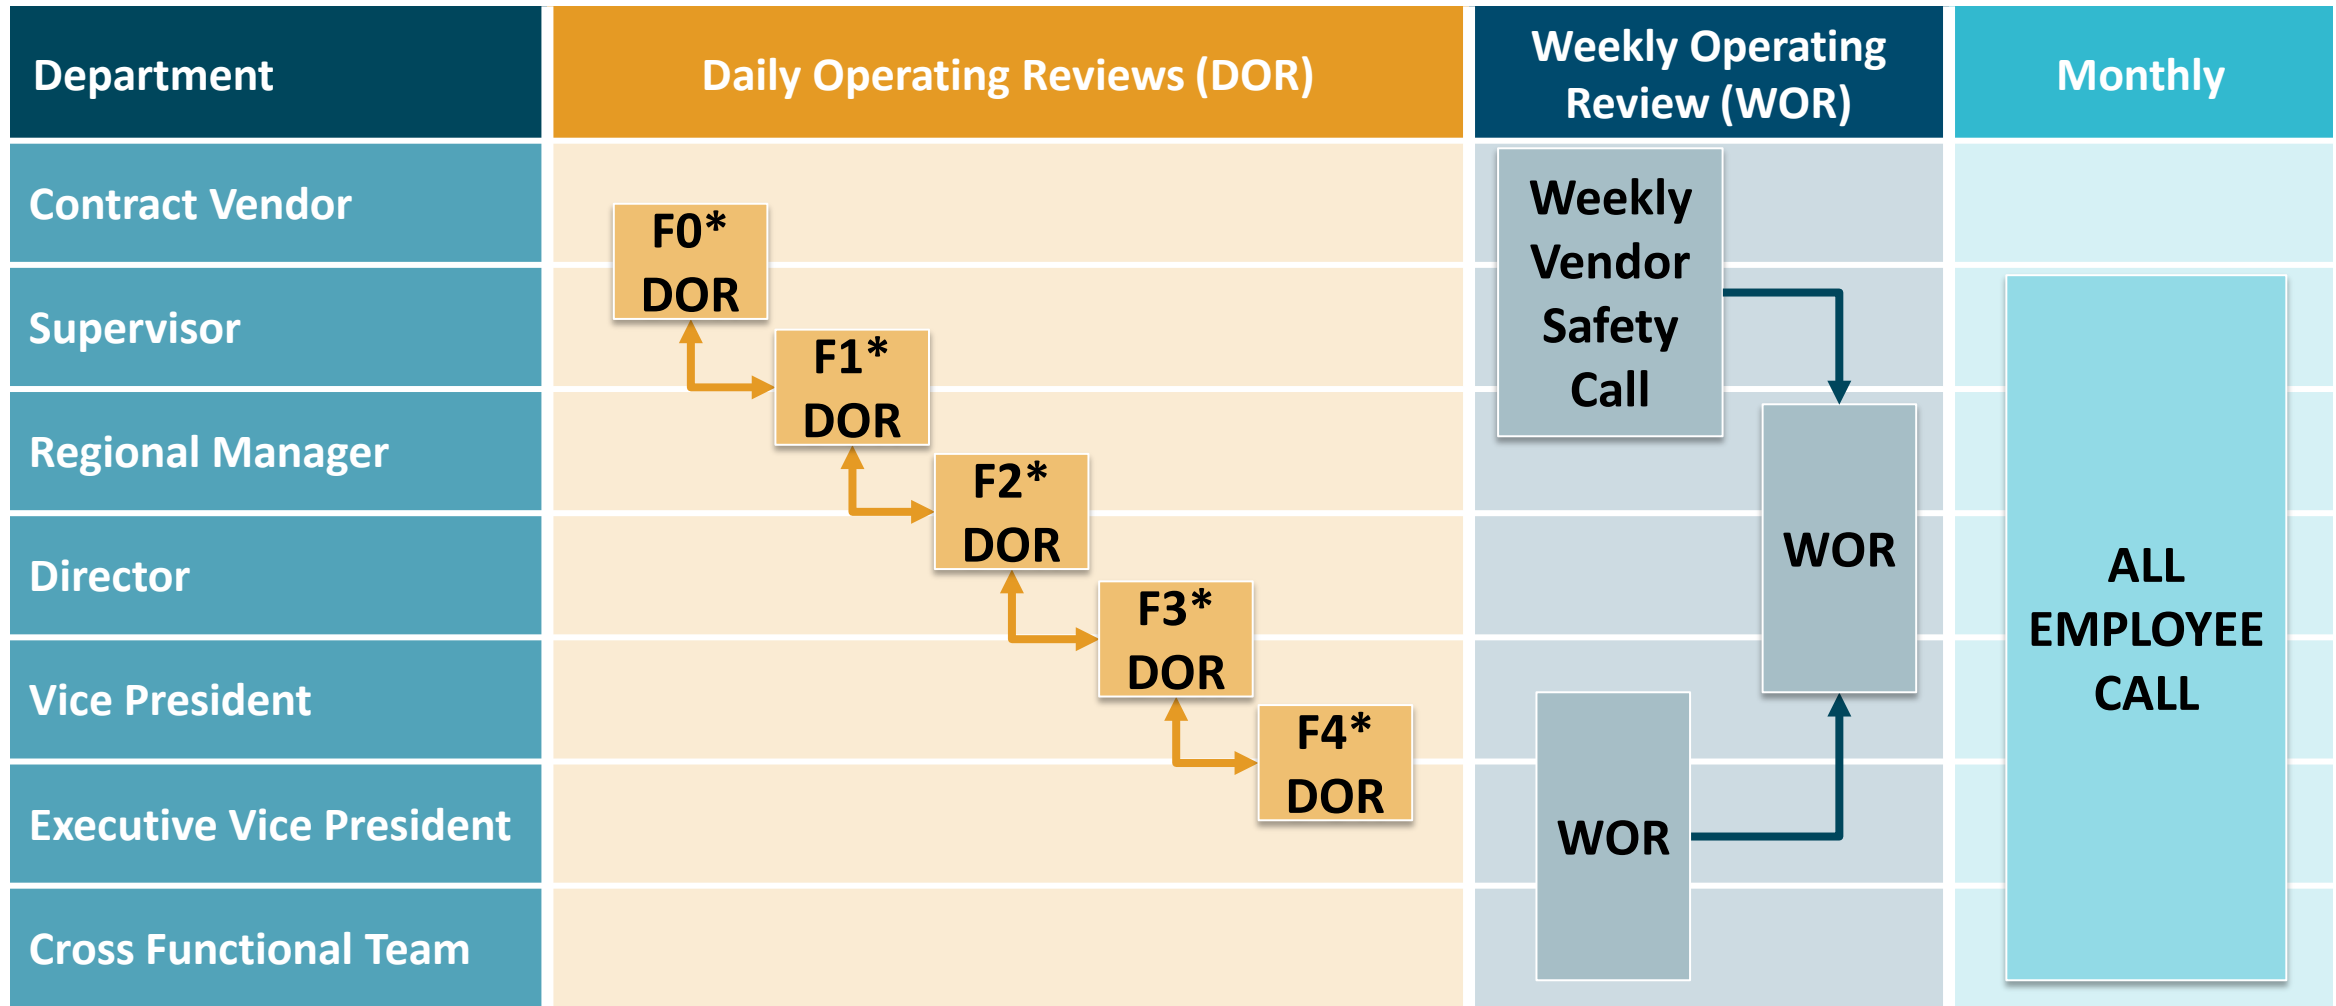 Department
Daily Operating Reviews (DOR)
Weekly Operating
Review (WOR)
Monthly
Contract Vendor
Supervisor
Regional Manager
Director
Vice President
Executive Vice President
Cross Functional Team
F0*
DOR
F1*
DOR
F2*
DOR
F3*
DOR
F4*
DOR
Weekly
Vendor
Safety
Call
WOR
WOR
ALL
EMPLOYEE
CALL